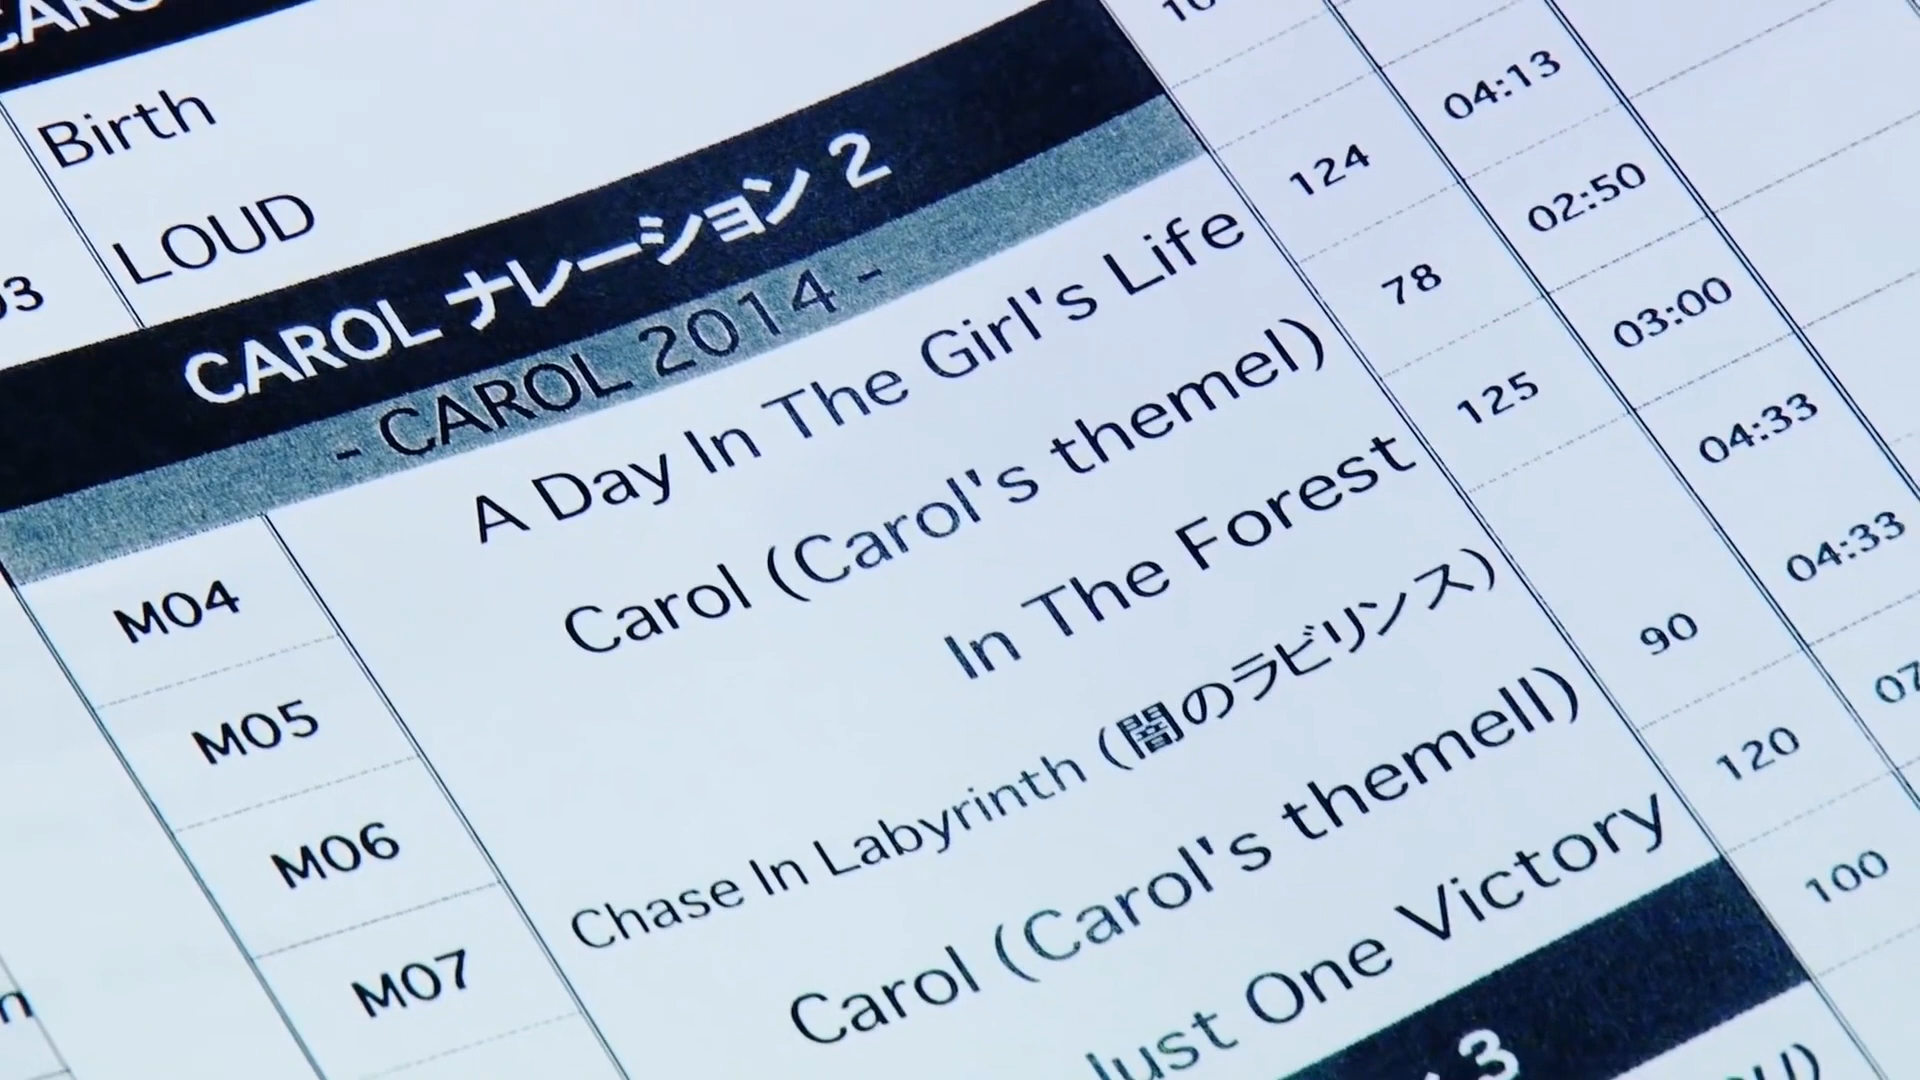 Birth
LOUD
03
CAROL ナレーション 2
- CAROL 2014 -
M04 A Day In The Girl's Life 124 04:13
M05 Carol (Carol's themeI) 78 02:50
M06 In The Forest 125 03:00
M07 Chase In Labyrinth (闇のラビリンス) 04:33
Carol (Carol's themeII) 90 04:33
Just One Victory 120 07
3 100